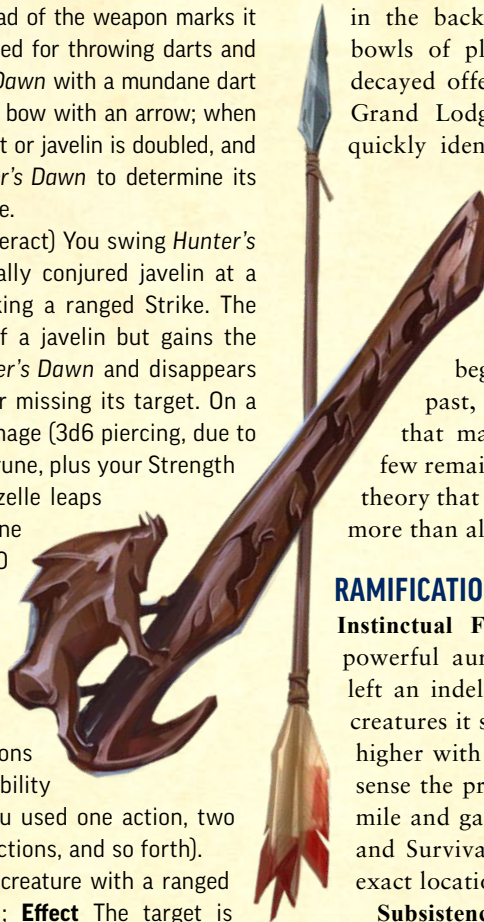 ad of the weapon marks it
ed for throwing darts and
Dawn with a mundane dart
bow with an arrow; when
t or javelin is doubled, and
r's Dawn to determine its
e.
eract) You swing Hunter's
ally conjured javelin at a
king a ranged Strike. The
f a javelin but gains the
er's Dawn and disappears
r missing its target. On a
mage (3d6 piercing, due to
rune, plus your Strength
zelle leaps
ne
0
ons
bility
u used one action, two
ctions, and so forth).
creature with a ranged
; Effect The target is
in the back
bowls of pl
decayed offe
Grand Lodg
quickly iden
beg
past,
that ma
few remai
theory that
more than al
RAMIFICATIO
Instinctual F
powerful aur
left an indel
creatures it s
higher with
sense the pr
mile and ga
and Surviva
exact locatio
Subsistenc